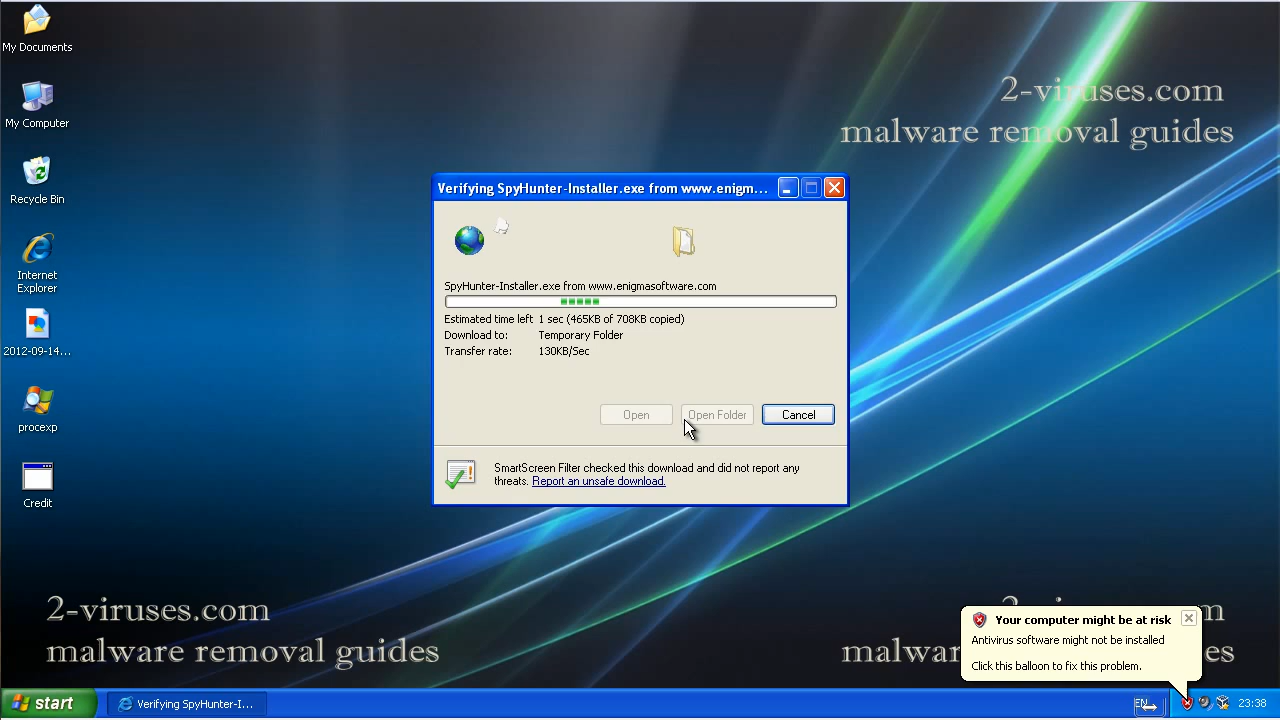 My Documents
My Computer
Recycle Bin
Internet
Explorer
2012-09-14...
procexp
Credit
2-viruses.com
malware removal guides
Verifying SpyHunter-Installer.exe from www.enigm...
SpyHunter-Installer.exe from www.enigmasoftware.com
Estimated time left 1 sec (465KB of 708KB copied)
Download to: Temporary Folder
Transfer rate: 130KB/Sec
Open
Open Folder
Cancel
SmartScreen Filter checked this download and did not report any
threats. Report an unsafe download.
2-viruses.com
malware removal guides
Your computer might be at risk
Antivirus software might not be installed
Click this balloon to fix this problem.
start
Verifying SpyHunter-I...
EN
23:38